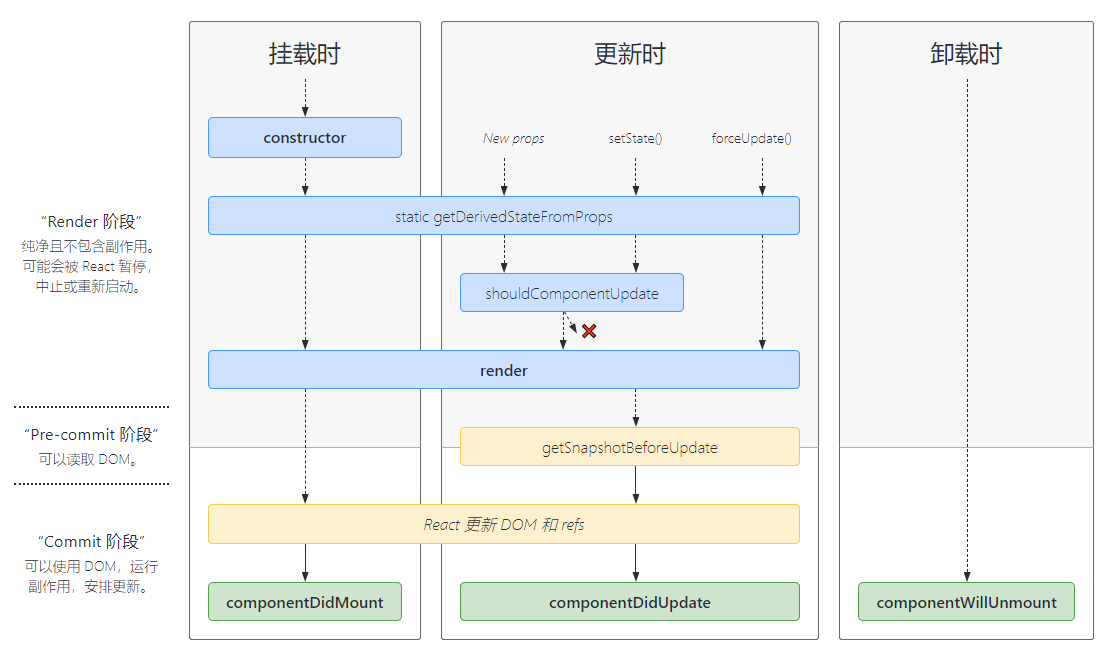 挂载时
更新时
卸载时
constructor
New props
setState()
forceUpdate()
static getDerivedStateFromProps
“Render 阶段”
纯净且不包含副作用。
可能会被 React 暂停，
中止或重新启动。
shouldComponentUpdate
render
“Pre-commit 阶段”
可以读取 DOM。
getSnapshotBeforeUpdate
React 更新 DOM 和 refs
“Commit 阶段”
可以使用 DOM，运行
副作用，安排更新。
componentDidMount
componentDidUpdate
componentWillUnmount